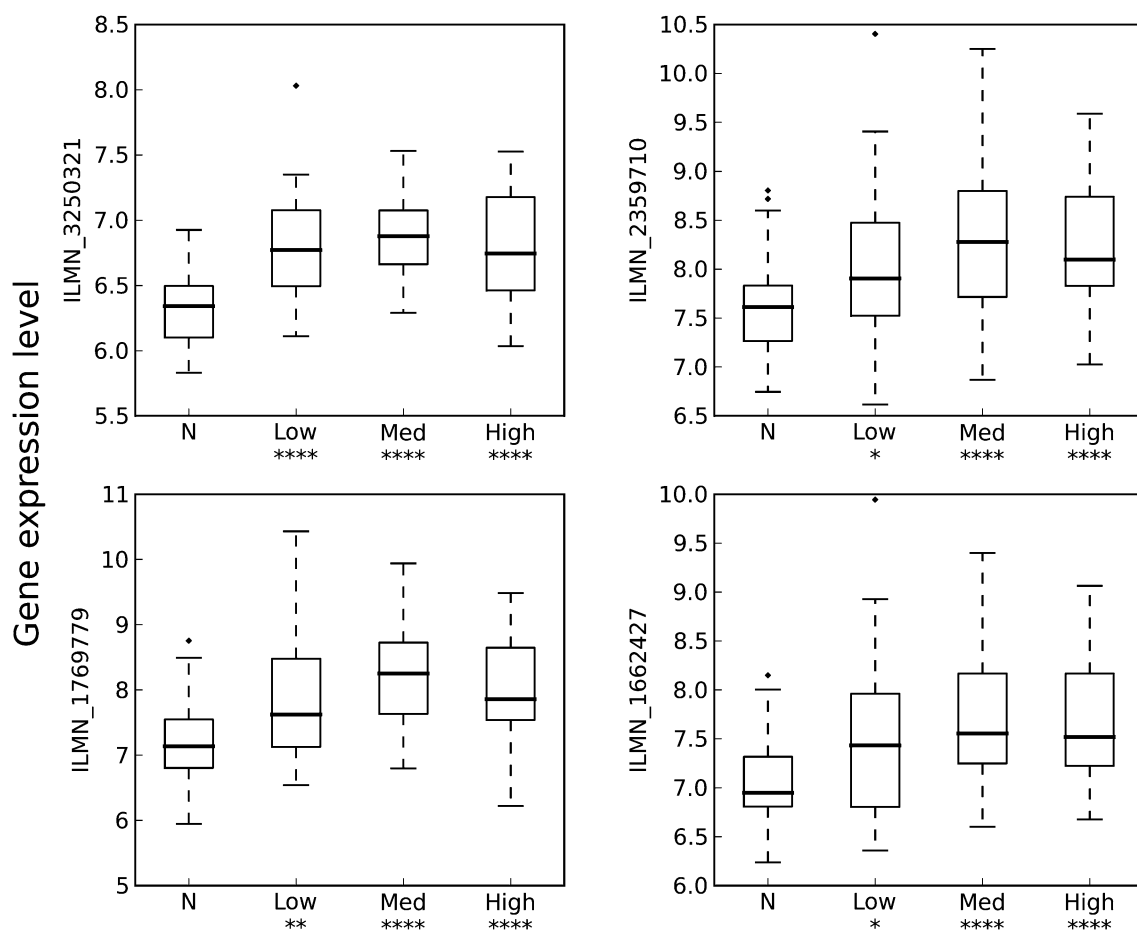 Gene expression level
ILMN_3250321
8.5
8.0
7.5
7.0
6.5
6.0
5.5
N Low Med High
**** **** ****
ILMN_2359710
10.5
10.0
9.5
9.0
8.5
8.0
7.5
7.0
6.5
N Low Med High
* **** ****
ILMN_1769779
11
10
9
8
7
6
5
N Low Med High
** **** ****
ILMN_1662427
10.0
9.5
9.0
8.5
8.0
7.5
7.0
6.5
6.0
N Low Med High
* **** ****